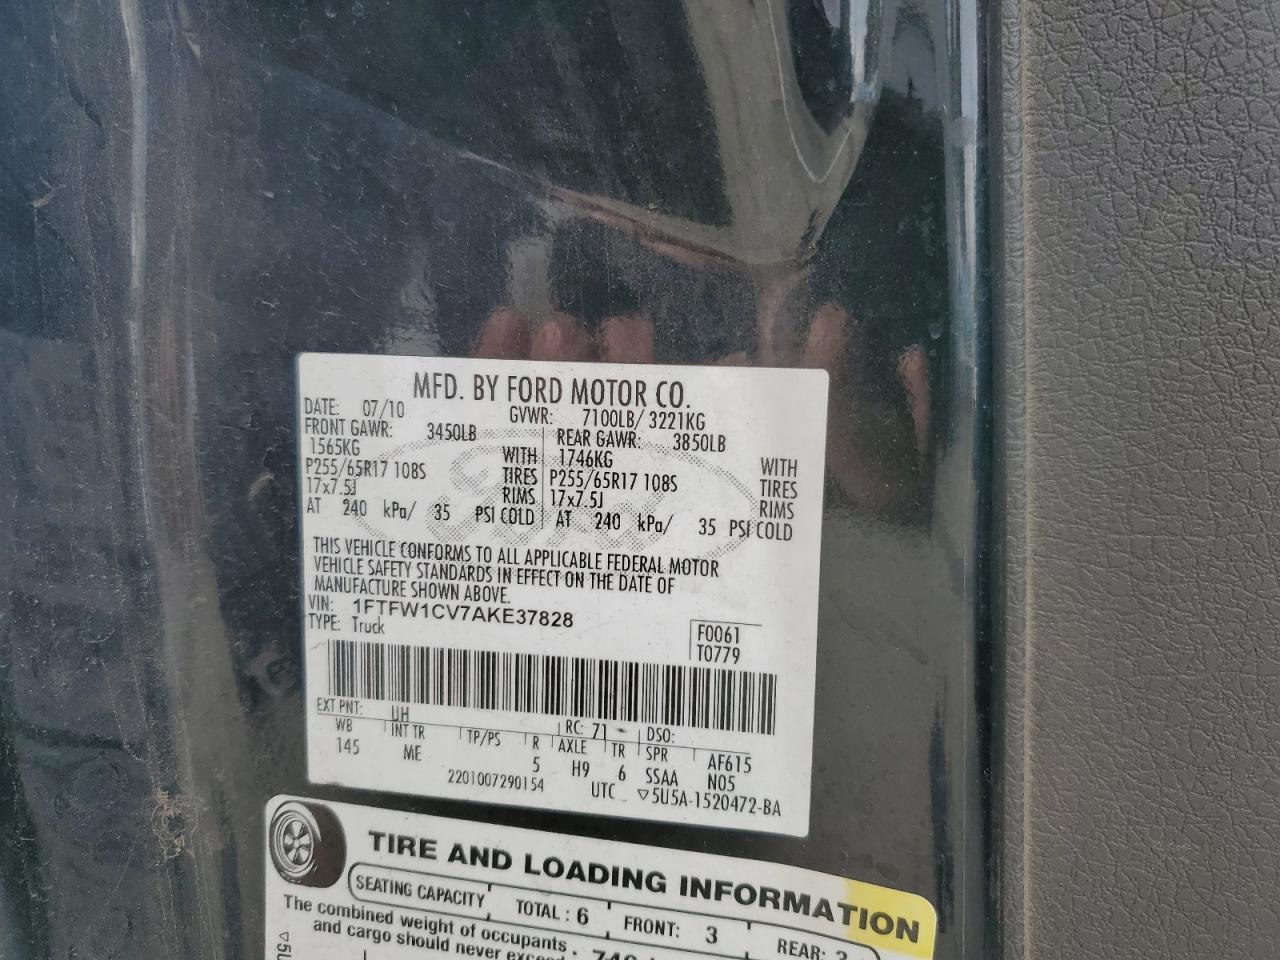 MFD. BY FORD MOTOR CO.
DATE: 07/10 GVWR: 7100LB/ 3221KG
FRONT GAWR: 3450LB REAR GAWR: 3850LB
1565KG WITH 1746KG WITH
P255/65R17 108S TIRES P255/65R17 108S TIRES
17x7.5J RIMS 17x7.5J RIMS
AT 240 kPa/ 35 PSI COLD AT 240 kPa/ 35 PSI COLD
THIS VEHICLE CONFORMS TO ALL APPLICABLE FEDERAL MOTOR
VEHICLE SAFETY STANDARDS IN EFFECT ON THE DATE OF
MANUFACTURE SHOWN ABOVE.
VIN: 1FTFW1CV7AKE37828
TYPE: Truck
F0061
T0779
EXT PNT: UH RC: 71 DSO:
WB INT TR TP/PS R AXLE TR SPR AF615
145 ME 5 H9 6 SSAA N05
2201007290154 UTC ▽5U5A-1520472-BA
TIRE AND LOADING INFORMATION
SEATING CAPACITY TOTAL : 6 FRONT: 3 REAR:
The combined weight of occupants
and cargo should never
▽5U